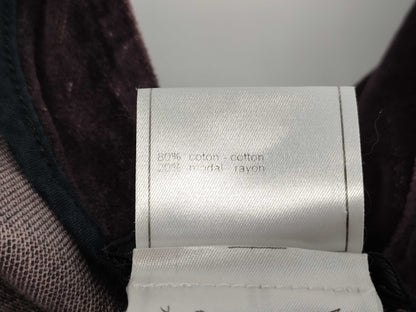 80% coton - cotton
20% modal - rayon